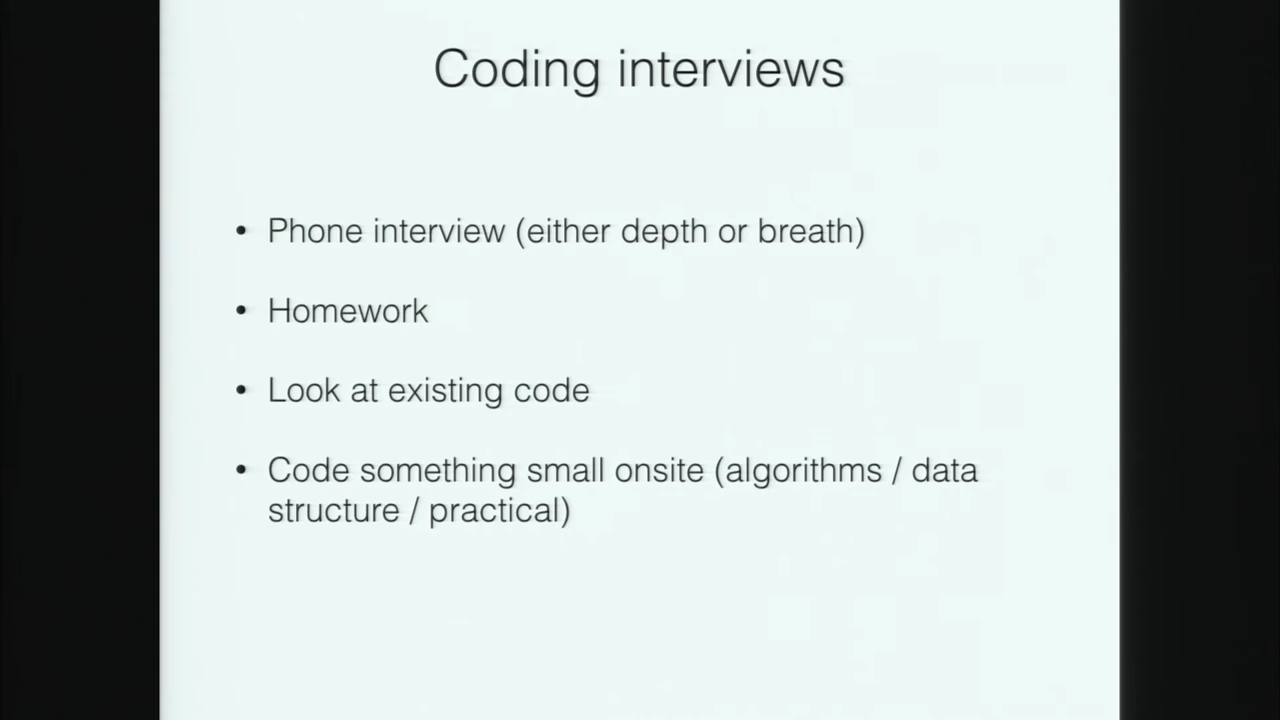 Coding interviews
• Phone interview (either depth or breath)
• Homework
• Look at existing code
• Code something small onsite (algorithms / data
structure / practical)